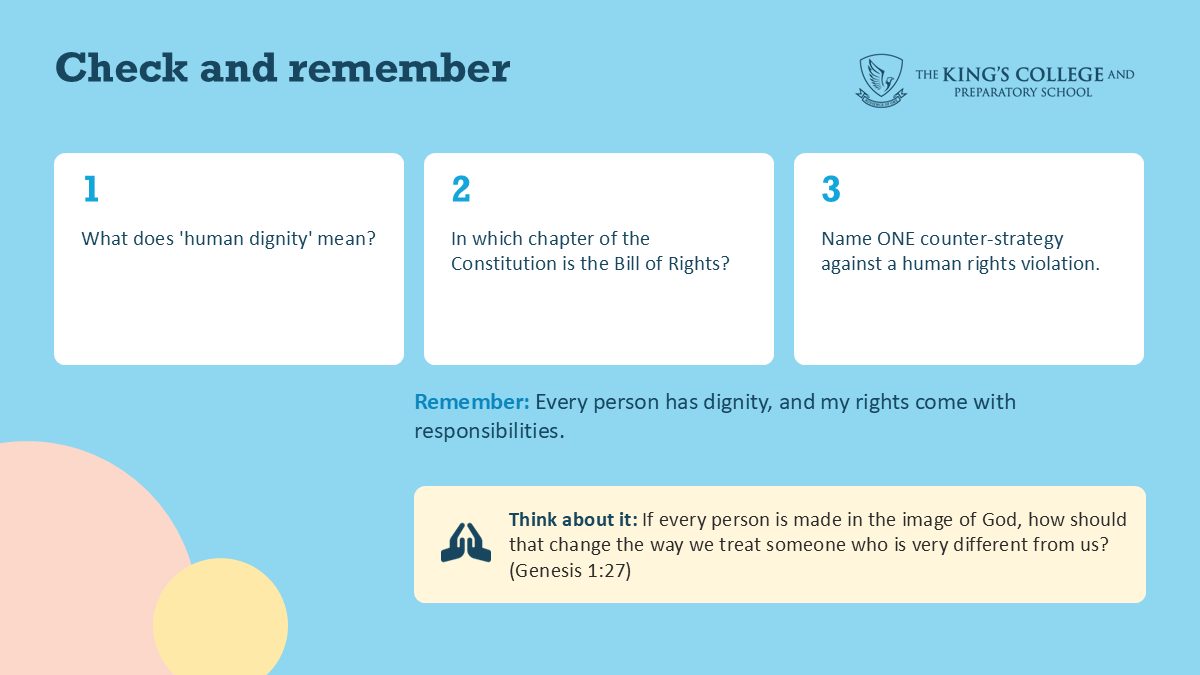 Check and remember
THE KING'S COLLEGE AND
PREPARATORY SCHOOL
1
What does 'human dignity' mean?
2
In which chapter of the
Constitution is the Bill of Rights?
3
Name ONE counter-strategy
against a human rights violation.
Remember: Every person has dignity, and my rights come with
responsibilities.
Think about it: If every person is made in the image of God, how should
that change the way we treat someone who is very different from us?
(Genesis 1:27)